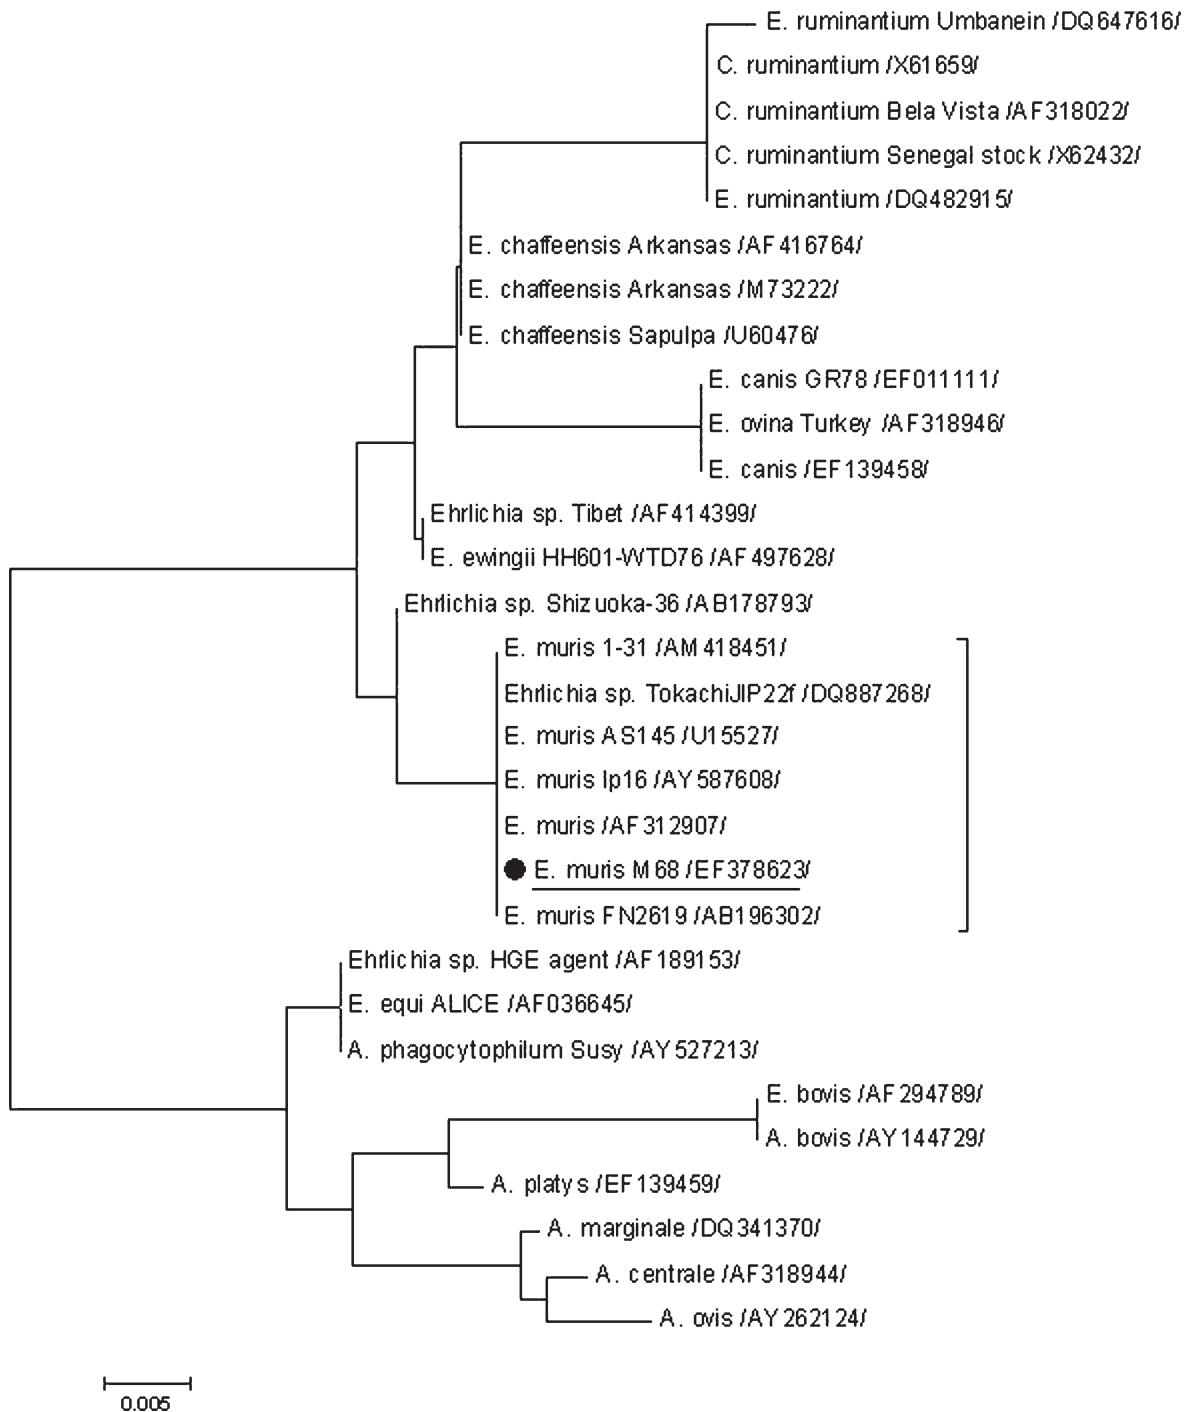 E. ruminantium Umbanein /DQ647616/
C. ruminantium /X61659/
C. ruminantium Bela Vista /AF318022/
C. ruminantium Senegal stock /X62432/
E. ruminantium /DQ482915/
E. chaffeensis Arkansas /AF416764/
E. chaffeensis Arkansas /M73222/
E. chaffeensis Sapulpa /U60476/
E. canis GR78 /EF011111/
E. ovina Turkey /AF318946/
E. canis /EF139458/
Ehrlichia sp. Tibet /AF414399/
E. ewingii HH601-WTD76 /AF497628/
Ehrlichia sp. Shizuoka-36 /AB178793/
E. muris 1-31 /AM418451/
Ehrlichia sp. TokachiJIP22f /DQ887268/
E. muris AS145 /U15527/
E. muris Ip16 /AY587608/
E. muris /AF312907/
E. muris M68 /EF378623/
E. muris FN2619 /AB196302/
Ehrlichia sp. HGE agent /AF189153/
E. equi ALICE /AF036645/
A. phagocytophilum Susy /AY527213/
E. bovis /AF294789/
A. bovis /AY144729/
A. platys /EF139459/
A. marginale /DQ341370/
A. centrale /AF318944/
A. ovis /AY262124/
0.005